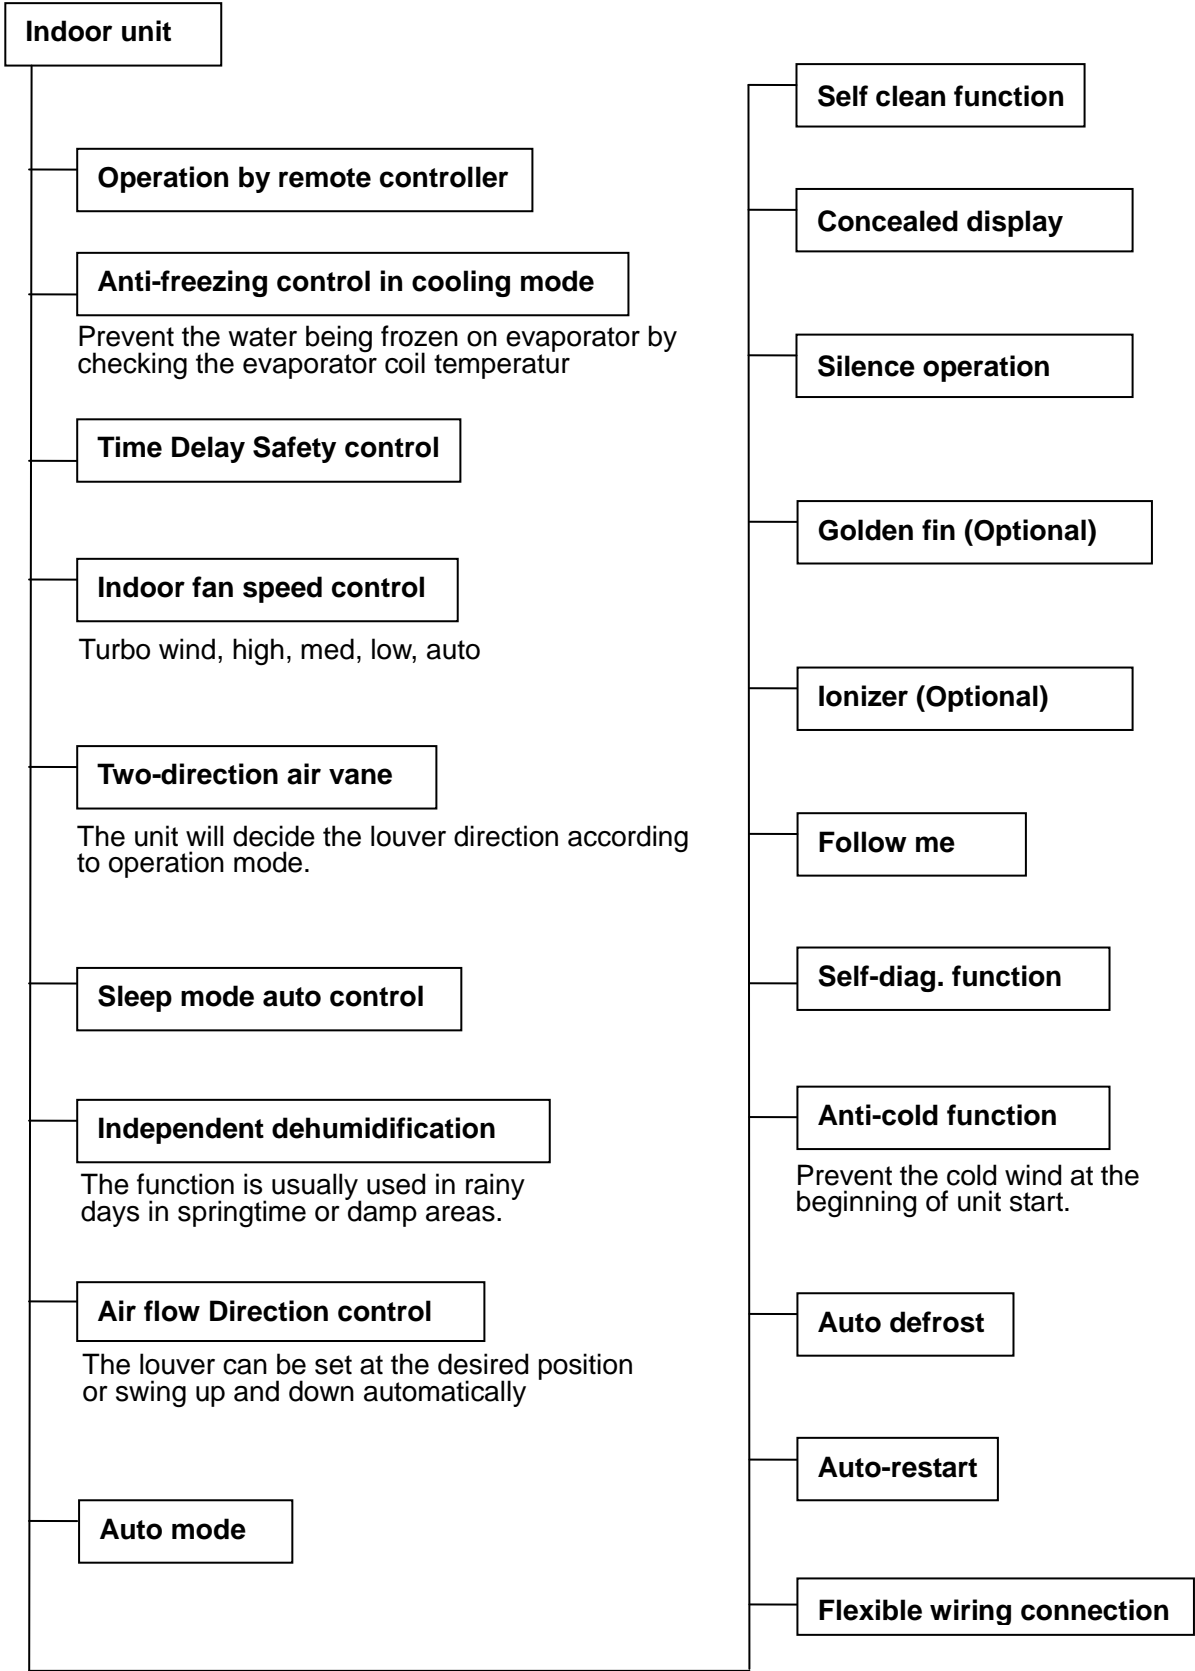 Indoor unit
Operation by remote controller
Anti-freezing control in cooling mode
Prevent the water being frozen on evaporator by
checking the evaporator coil temperatur
Time Delay Safety control
Indoor fan speed control
Turbo wind, high, med, low, auto
Two-direction air vane
The unit will decide the louver direction according
to operation mode.
Sleep mode auto control
Independent dehumidification
The function is usually used in rainy
days in springtime or damp areas.
Air flow Direction control
The louver can be set at the desired position
or swing up and down automatically
Auto mode
Self clean function
Concealed display
Silence operation
Golden fin (Optional)
Ionizer (Optional)
Follow me
Self-diag. function
Anti-cold function
Prevent the cold wind at the
beginning of unit start.
Auto defrost
Auto-restart
Flexible wiring connection